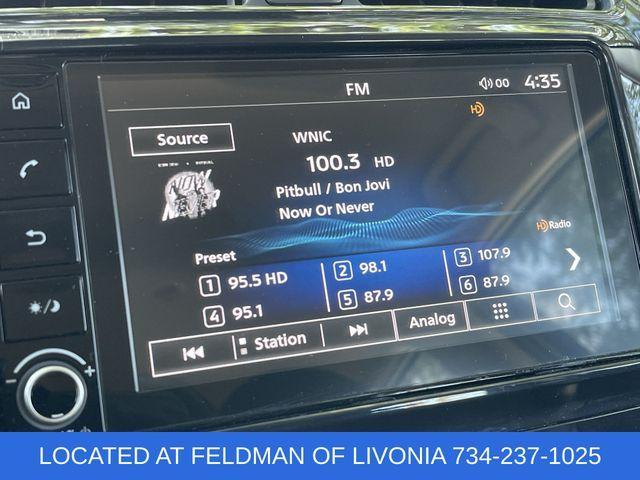 FM
00 4:35
HD
Source
WNIC
100.3 HD
Pitbull / Bon Jovi
Now Or Never
NOW
HD Radio
Preset
1 95.5 HD
2 98.1
3 107.9
4 95.1
5 87.9
6 87.9
Station
Analog
- +
LOCATED AT FELDMAN OF LIVONIA 734-237-1025